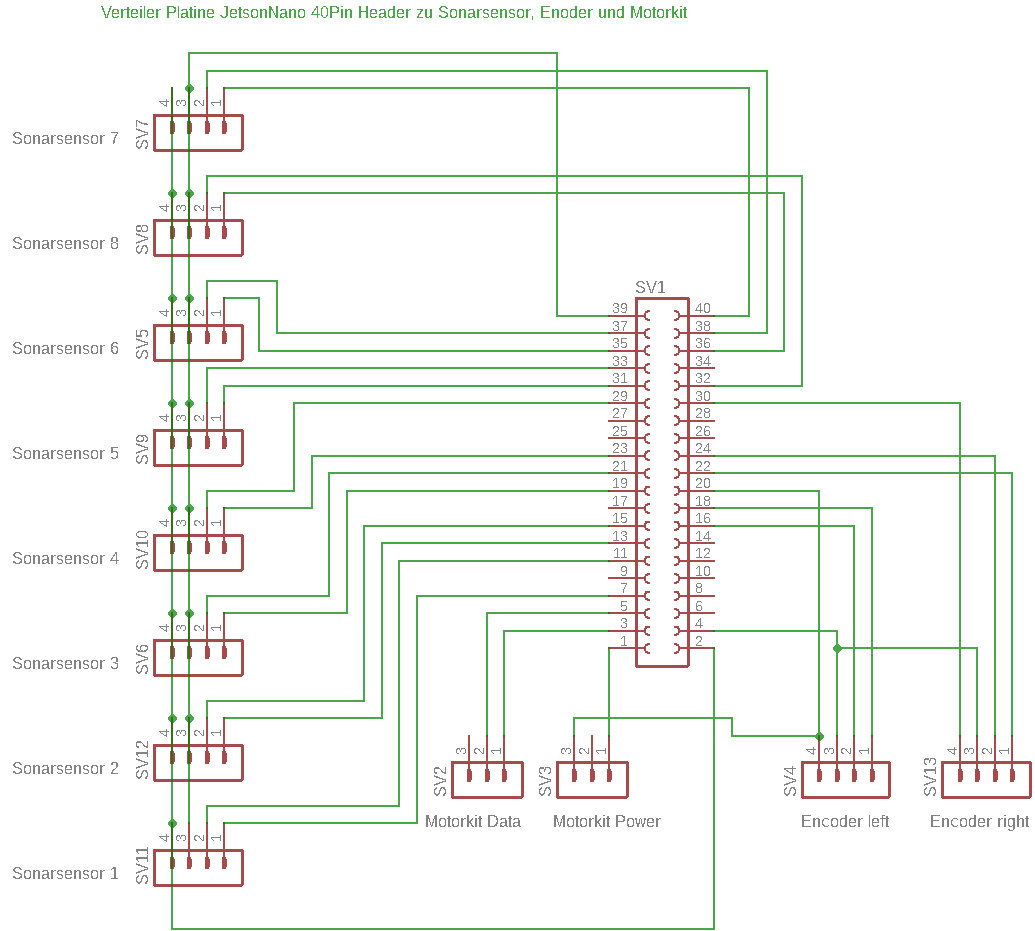 Verteiler Platine JetsonNano 40Pin Header zu Sonarsensor, Enoder und Motorkit
4 3 2 1
SV7
Sonarsensor 7
4 3 2 1
SV8
Sonarsensor 8
4 3 2 1
SV5
Sonarsensor 6
4 3 2 1
SV9
Sonarsensor 5
4 3 2 1
SV10
Sonarsensor 4
4 3 2 1
SV6
Sonarsensor 3
4 3 2 1
SV12
Sonarsensor 2
4 3 2 1
SV11
Sonarsensor 1
SV1
39 40
37 38
35 36
33 34
31 32
29 30
27 28
25 26
23 24
21 22
19 20
17 18
15 16
13 14
11 12
9 10
7 8
5 6
3 4
1 2
3 2 1
SV2
Motorkit Data
3 2 1
SV3
Motorkit Power
4 3 2 1
SV4
Encoder left
4 3 2 1
SV13
Encoder right